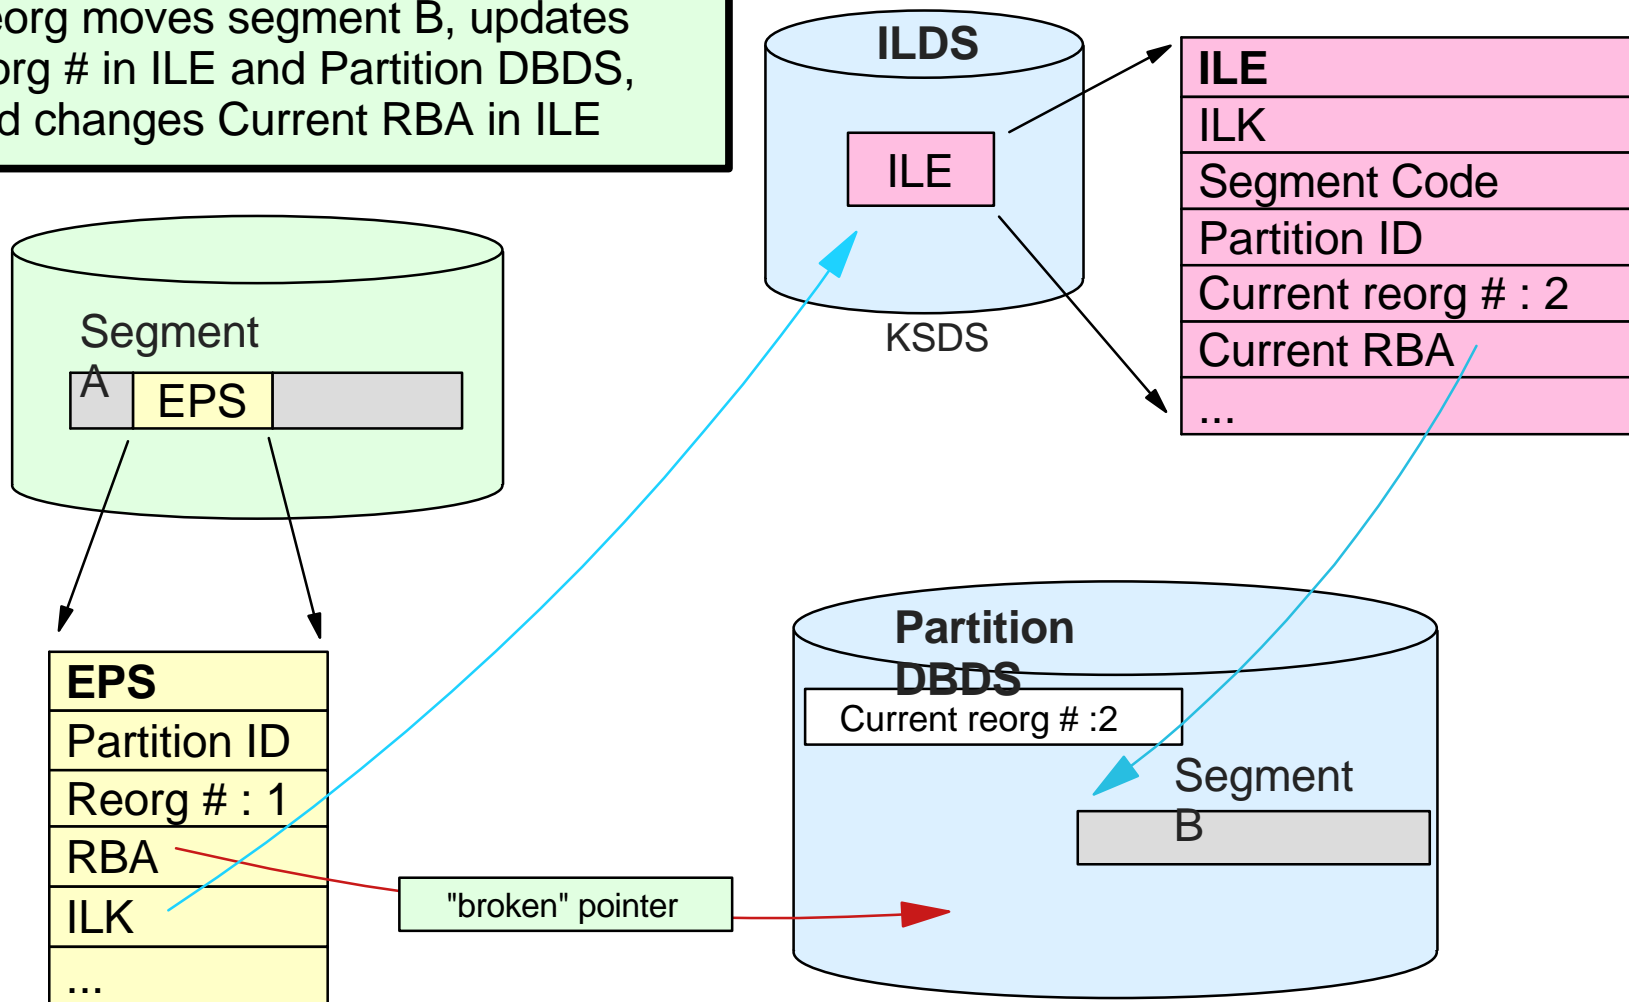 eorg moves segment B, updates
org # in ILE and Partition DBDS,
d changes Current RBA in ILE
ILDS
ILE
KSDS
ILE
ILK
Segment Code
Partition ID
Current reorg # : 2
Current RBA
...
Segment
A
EPS
EPS
Partition ID
Reorg # : 1
RBA
ILK
...
"broken" pointer
Partition
DBDS
Current reorg # :2
Segment
B